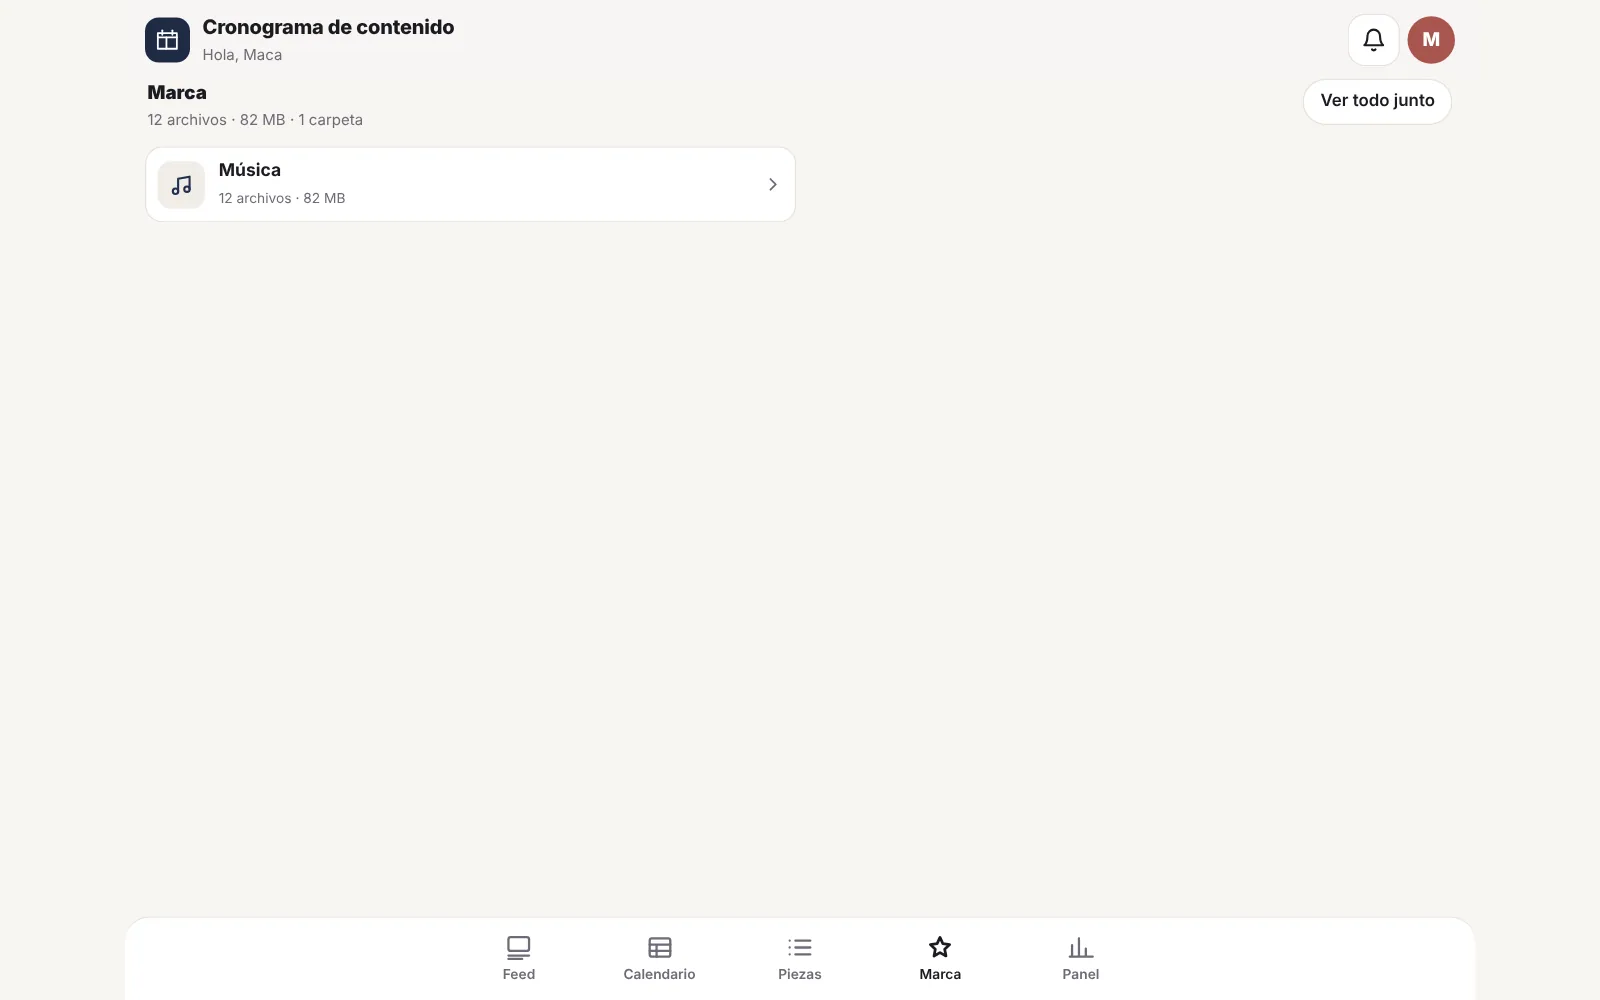 Cronograma de contenido
Hola, Maca
M
Marca
12 archivos · 82 MB · 1 carpeta
Ver todo junto
Música
12 archivos · 82 MB
Feed
Calendario
Piezas
Marca
Panel